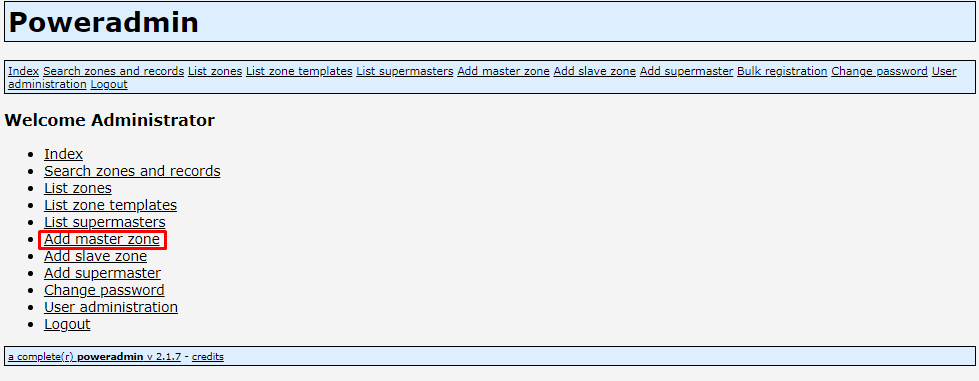 Poweradmin
Index Search zones and records List zones List zone templates List supermasters Add master zone Add slave zone Add supermaster Bulk registration Change password User
administration Logout
Welcome Administrator
Index
Search zones and records
List zones
List zone templates
List supermasters
Add master zone
Add slave zone
Add supermaster
Change password
User administration
Logout
a complete(r) poweradmin v 2.1.7 - credits